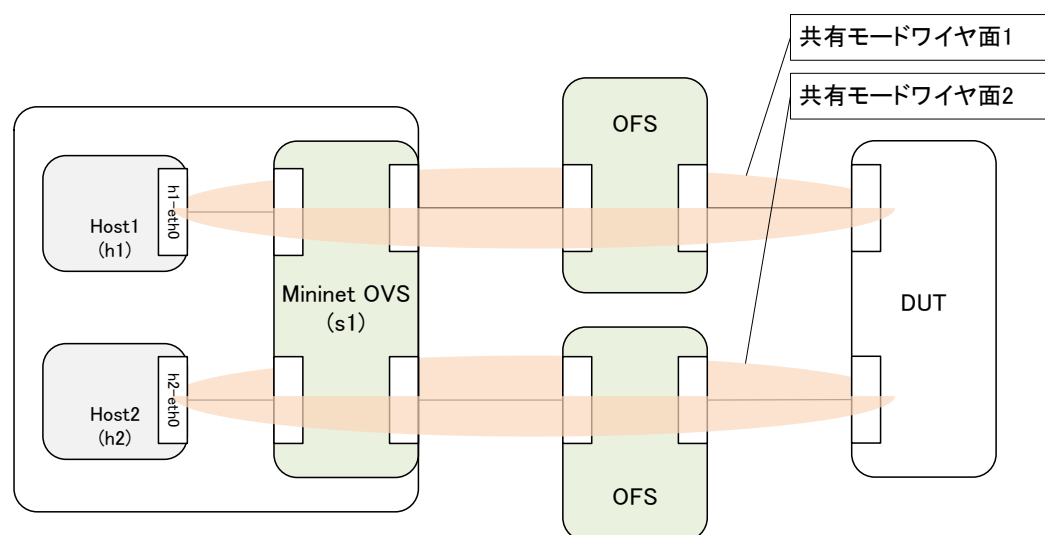 共有モードワイヤ面1
共有モードワイヤ面2
OFS
h1-eth0
Host1
(h1)
Mininet OVS
(s1)
DUT
h2-eth0
Host2
(h2)
OFS